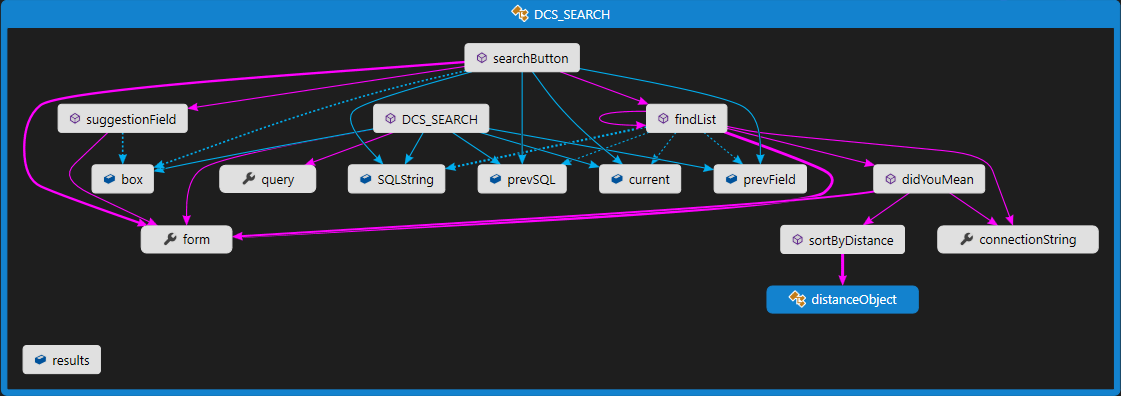 DCS_SEARCH
searchButton
suggestionField
DCS_SEARCH
findList
box
query
SQLString
prevSQL
current
prevField
didYouMean
form
sortByDistance
connectionString
distanceObject
results